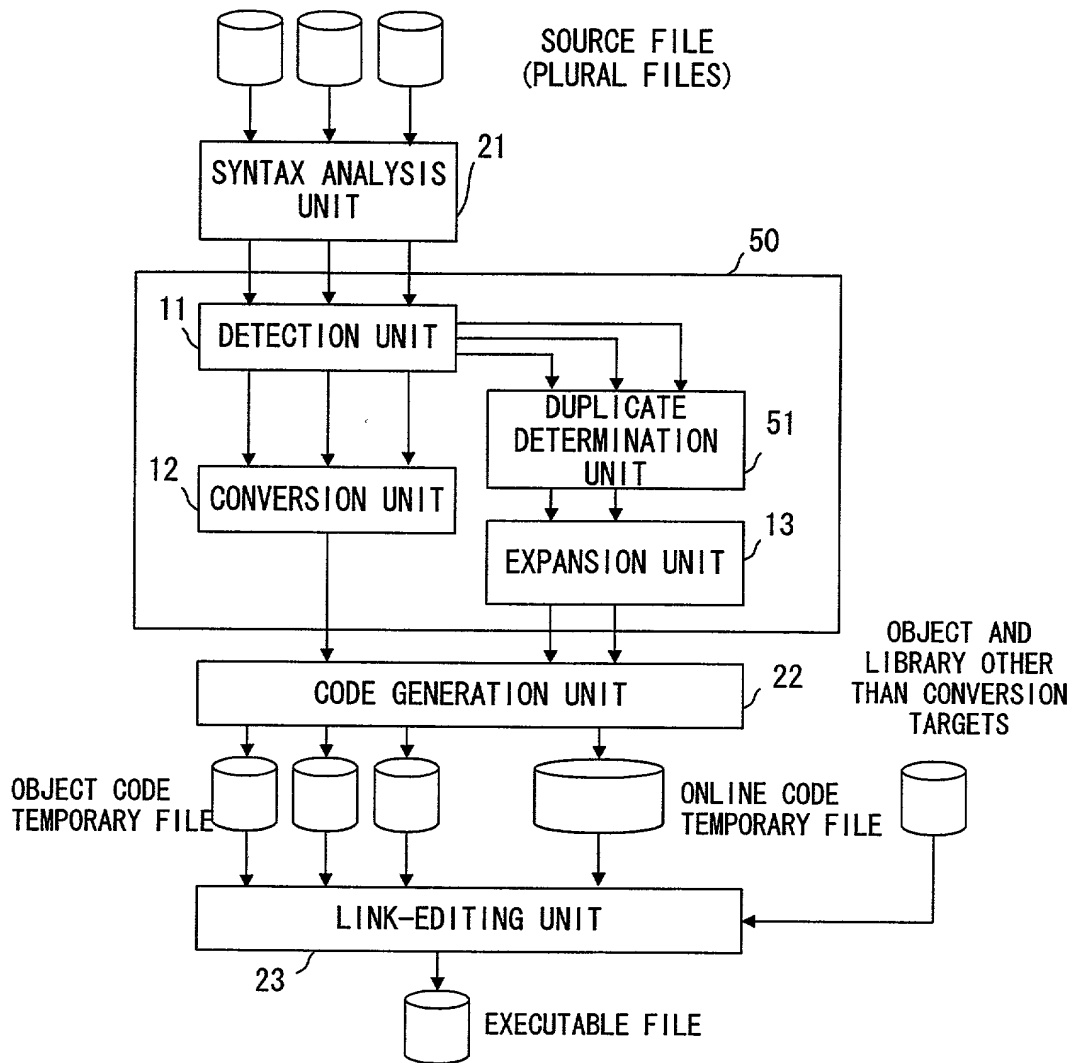 SOURCE FILE
(PLURAL FILES)
21
SYNTAX ANALYSIS
UNIT
50
11
DETECTION UNIT
DUPLICATE
DETERMINATION
UNIT
51
12
CONVERSION UNIT
13
EXPANSION UNIT
OBJECT AND
LIBRARY OTHER
THAN CONVERSION
TARGETS
CODE GENERATION UNIT
22
OBJECT CODE
TEMPORARY FILE
ONLINE CODE
TEMPORARY FILE
LINK-EDITING UNIT
23
EXECUTABLE FILE